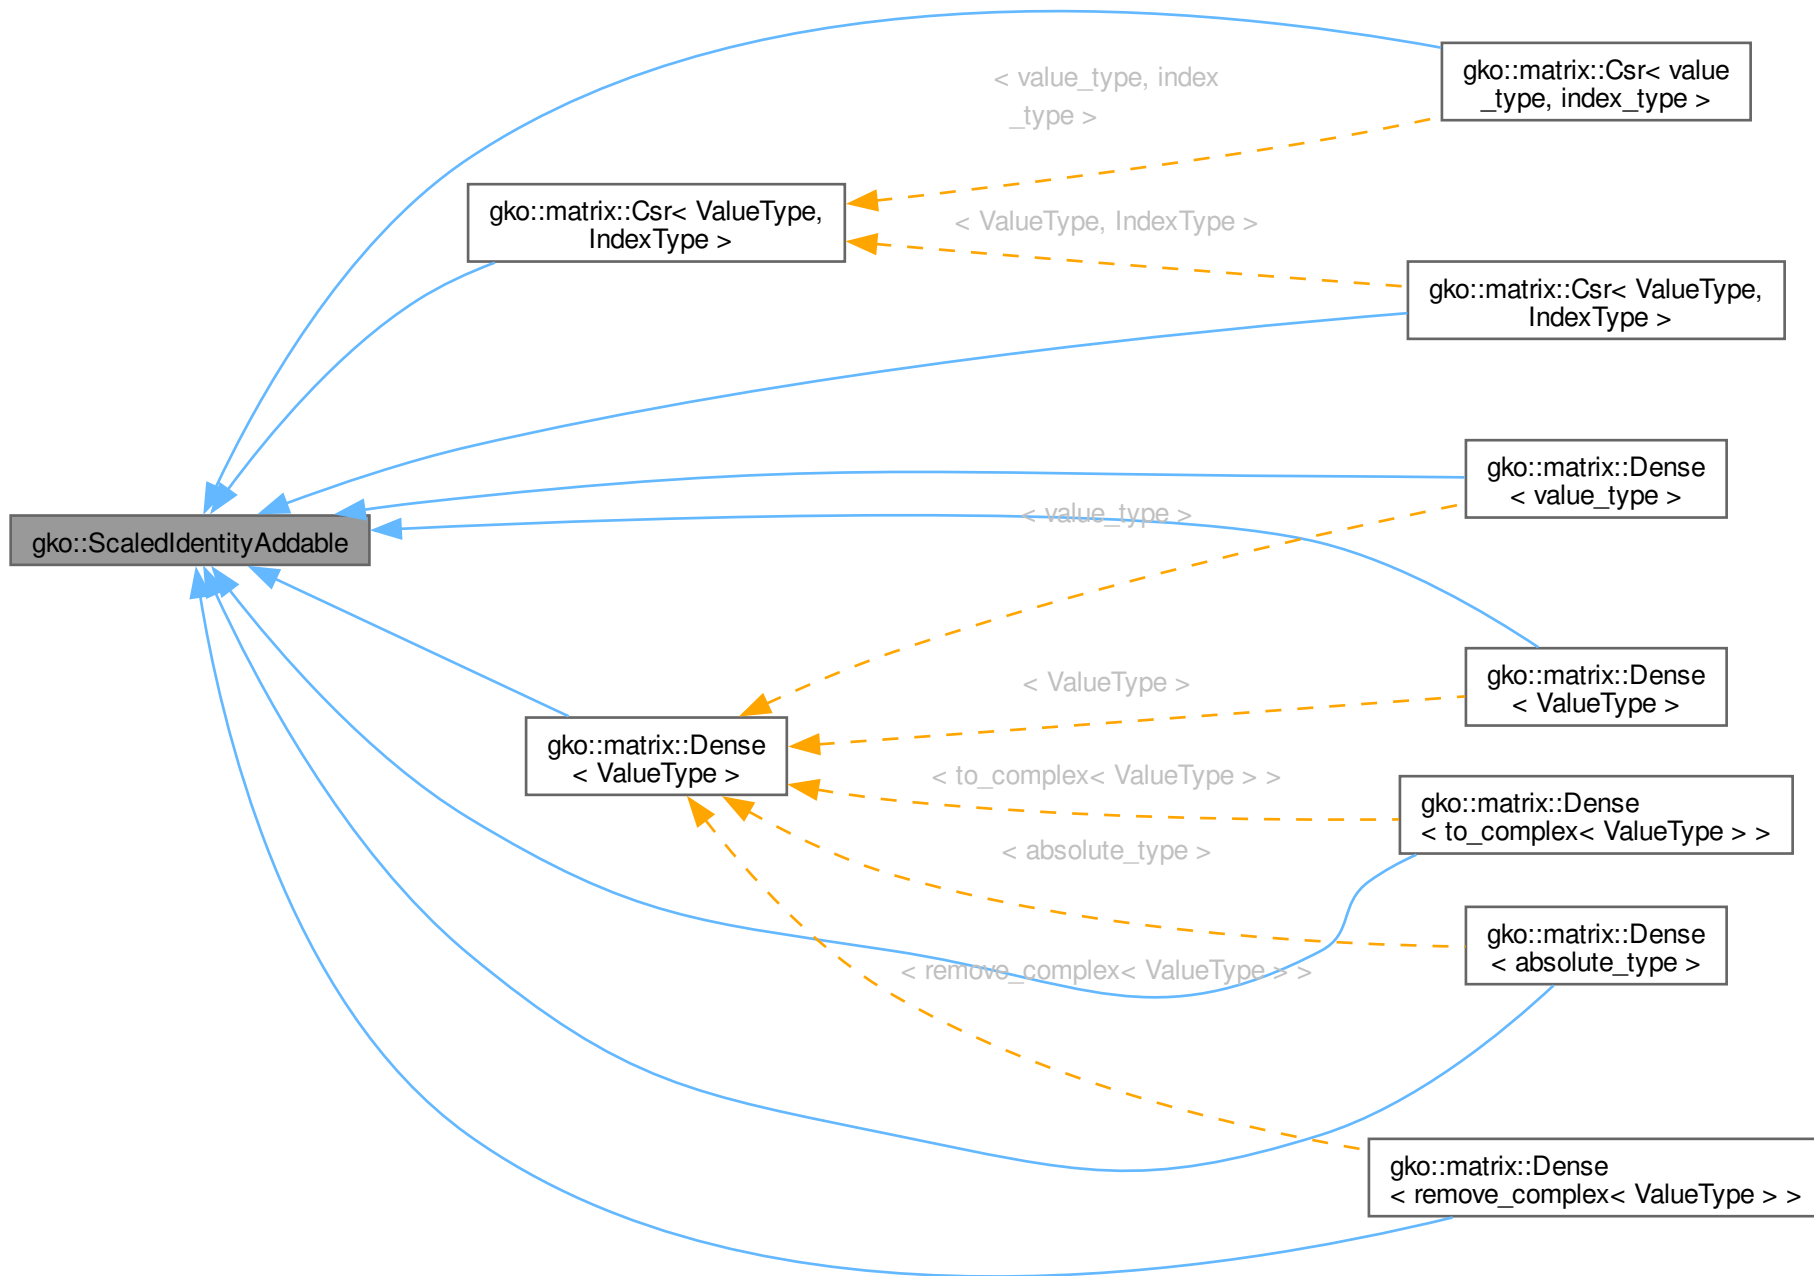 gko::matrix::Csr< value
_type, index_type >
< value_type, index
_type >
gko::matrix::Csr< ValueType,
IndexType >
< ValueType, IndexType >
gko::matrix::Csr< ValueType,
IndexType >
gko::matrix::Dense
< value_type >
< value_type >
gko::ScaledIdentityAddable
gko::matrix::Dense
< ValueType >
< ValueType >
gko::matrix::Dense
< ValueType >
< to_complex< ValueType > >
gko::matrix::Dense
< to_complex< ValueType > >
< absolute_type >
gko::matrix::Dense
< absolute_type >
< remove_complex< ValueType > >
gko::matrix::Dense
< remove_complex< ValueType > >